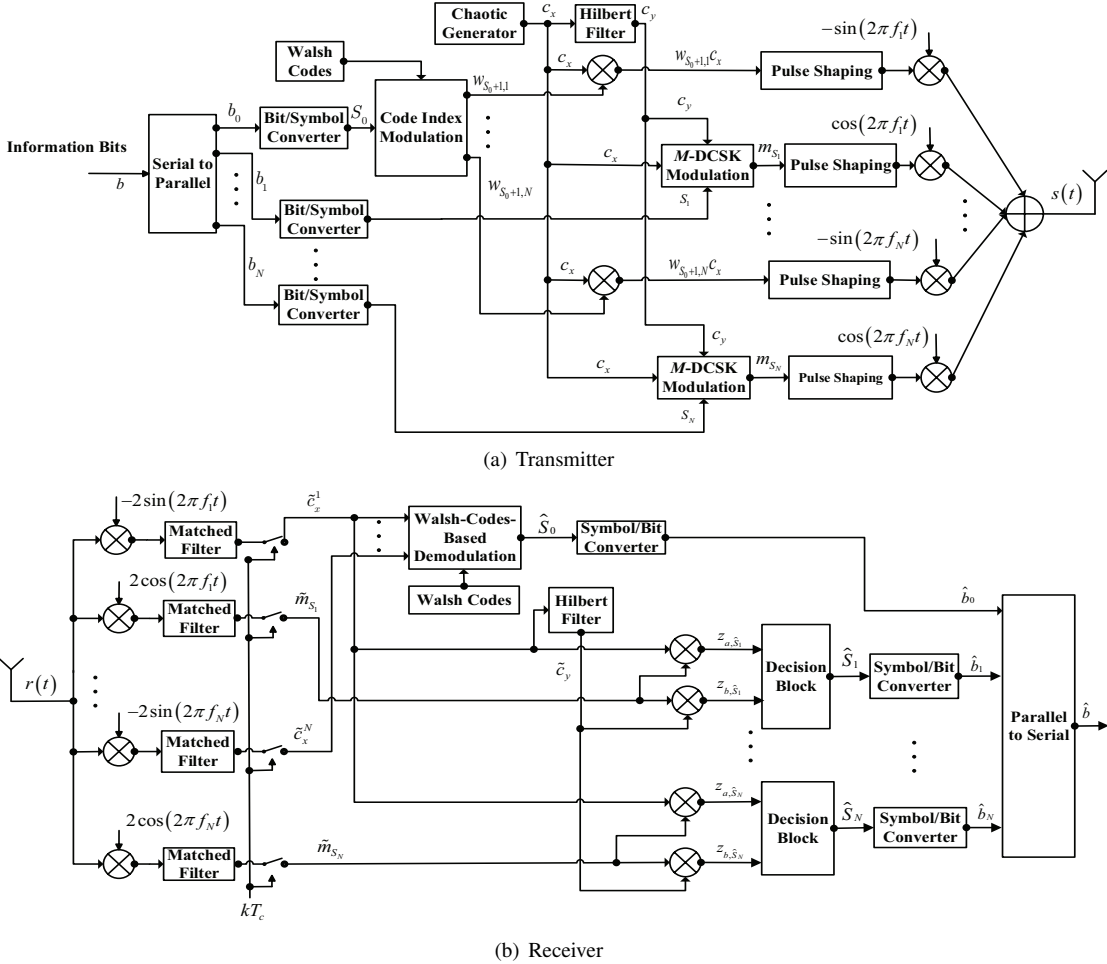 Chaotic
Generator
c_x
Hilbert
Filter
c_y
Walsh
Codes
Code Index
Modulation
w_{S_0+1,1}
c_x
w_{S_0+1,1}c_x
Pulse Shaping
−sin(2πf_1t)
Information Bits
b
Serial to
Parallel
b_0
Bit/Symbol
Converter
S_0
w_{S_0+1,N}
c_y
c_x
M-DCSK
Modulation
m_{S_1}
Pulse Shaping
cos(2πf_1t)
s(t)
b_1
Bit/Symbol
Converter
S_1
b_N
Bit/Symbol
Converter
c_x
w_{S_0+1,N}c_x
Pulse Shaping
−sin(2πf_Nt)
c_y
c_x
M-DCSK
Modulation
m_{S_N}
Pulse Shaping
cos(2πf_Nt)
S_N
(a) Transmitter
−2sin(2πf_1t)
Matched
Filter
c̃_x^1
Walsh-Codes-
Based
Demodulation
Ŝ_0
Symbol/Bit
Converter
Walsh Codes
b̂_0
2cos(2πf_1t)
Matched
Filter
m̃_{S_1}
Hilbert
Filter
c̃_y
z_{a,Ŝ_1}
z_{b,Ŝ_1}
Decision
Block
Ŝ_1
Symbol/Bit
Converter
b̂_1
r(t)
−2sin(2πf_Nt)
Matched
Filter
c̃_x^N
Parallel
to Serial
b̂
2cos(2πf_Nt)
Matched
Filter
m̃_{S_N}
z_{a,Ŝ_N}
z_{b,Ŝ_N}
Decision
Block
Ŝ_N
Symbol/Bit
Converter
b̂_N
kT_c
(b) Receiver